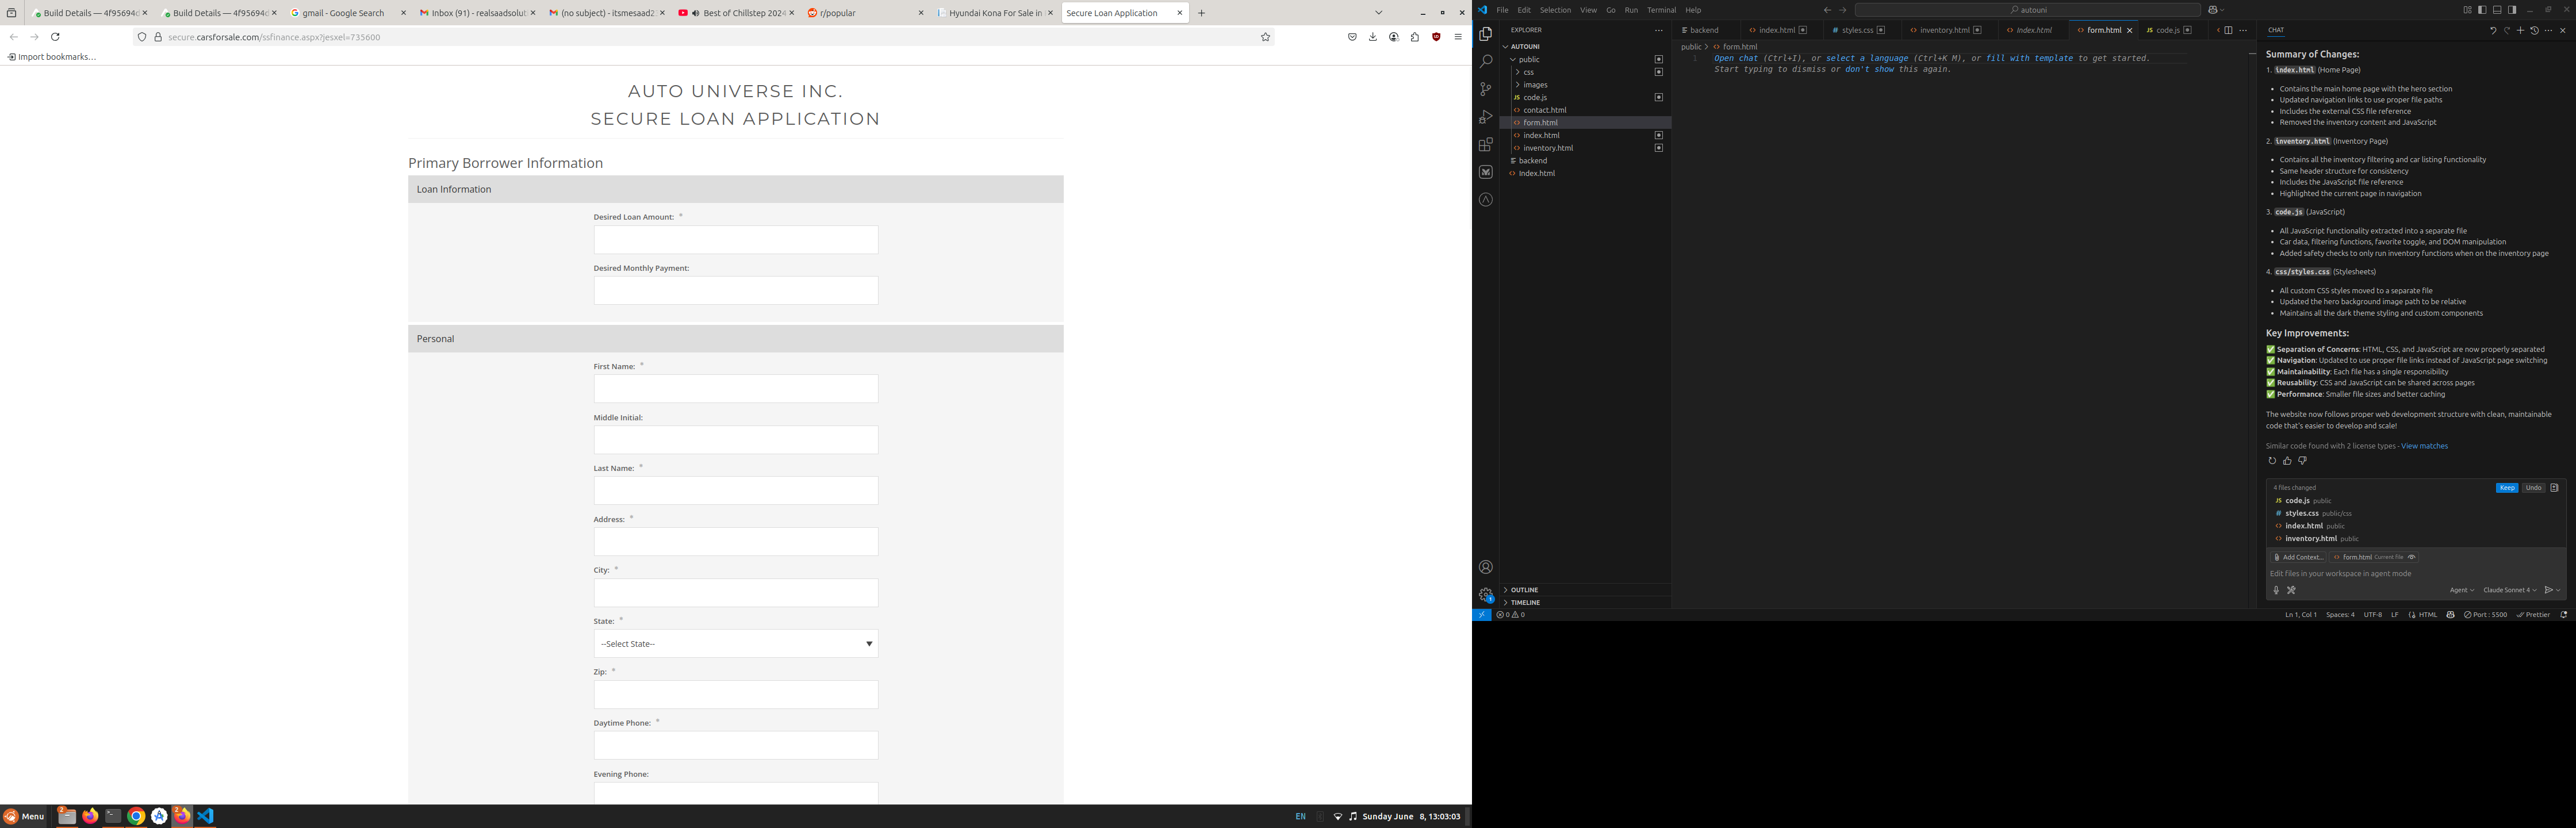 Build Details — 4f95694c
Build Details — 4f95694c
gmail - Google Search
Inbox (91) - realsaadsolut
(no subject) - itsmesaad2
Best of Chillstep 2024
r/popular
Hyundai Kona For Sale in
Secure Loan Application
secure.carsforsale.com/ssfinance.aspx?jesxel=735600
Import bookmarks...
AUTO UNIVERSE INC.
SECURE LOAN APPLICATION
Primary Borrower Information
Loan Information
Desired Loan Amount: *
Desired Monthly Payment:
Personal
First Name: *
Middle Initial:
Last Name: *
Address: *
City: *
State: *
--Select State--
Zip: *
Daytime Phone: *
Evening Phone:
Menu
2
2
EN
Sunday June 8, 13:03:03
File Edit Selection View Go Run Terminal Help
autouni
EXPLORER
AUTOUNI
public
css
images
JS code.js
contact.html
form.html
index.html
inventory.html
backend
Index.html
OUTLINE
TIMELINE
backend
index.html
# styles.css
inventory.html
Index.html
form.html
JS code.js
public > form.html
1 Open chat (Ctrl+I), or select a language (Ctrl+K M), or fill with template to get started.
Start typing to dismiss or don't show this again.
CHAT
Summary of Changes:
1. index.html (Home Page)
• Contains the main home page with the hero section
• Updated navigation links to use proper file paths
• Includes the external CSS file reference
• Removed the inventory content and JavaScript
2. inventory.html (Inventory Page)
• Contains all the inventory filtering and car listing functionality
• Same header structure for consistency
• Includes the JavaScript file reference
• Highlighted the current page in navigation
3. code.js (JavaScript)
• All JavaScript functionality extracted into a separate file
• Car data, filtering functions, favorite toggle, and DOM manipulation
• Added safety checks to only run inventory functions when on the inventory page
4. css/styles.css (Stylesheets)
• All custom CSS styles moved to a separate file
• Updated the hero background image path to be relative
• Maintains all the dark theme styling and custom components
Key Improvements:
✅ Separation of Concerns: HTML, CSS, and JavaScript are now properly separated
✅ Navigation: Updated to use proper file links instead of JavaScript page switching
✅ Maintainability: Each file has a single responsibility
✅ Reusability: CSS and JavaScript can be shared across pages
✅ Performance: Smaller file sizes and better caching
The website now follows proper web development structure with clean, maintainable
code that's easier to develop and scale!
Similar code found with 2 license types - View matches
4 files changed
Keep
Undo
JS code.js public
# styles.css public/css
index.html public
inventory.html public
Add Context...
form.html Current file
Edit files in your workspace in agent mode
Agent
Claude Sonnet 4
1
0 0
Ln 1, Col 1
Spaces: 4
UTF-8
LF
HTML
Port : 5500
Prettier